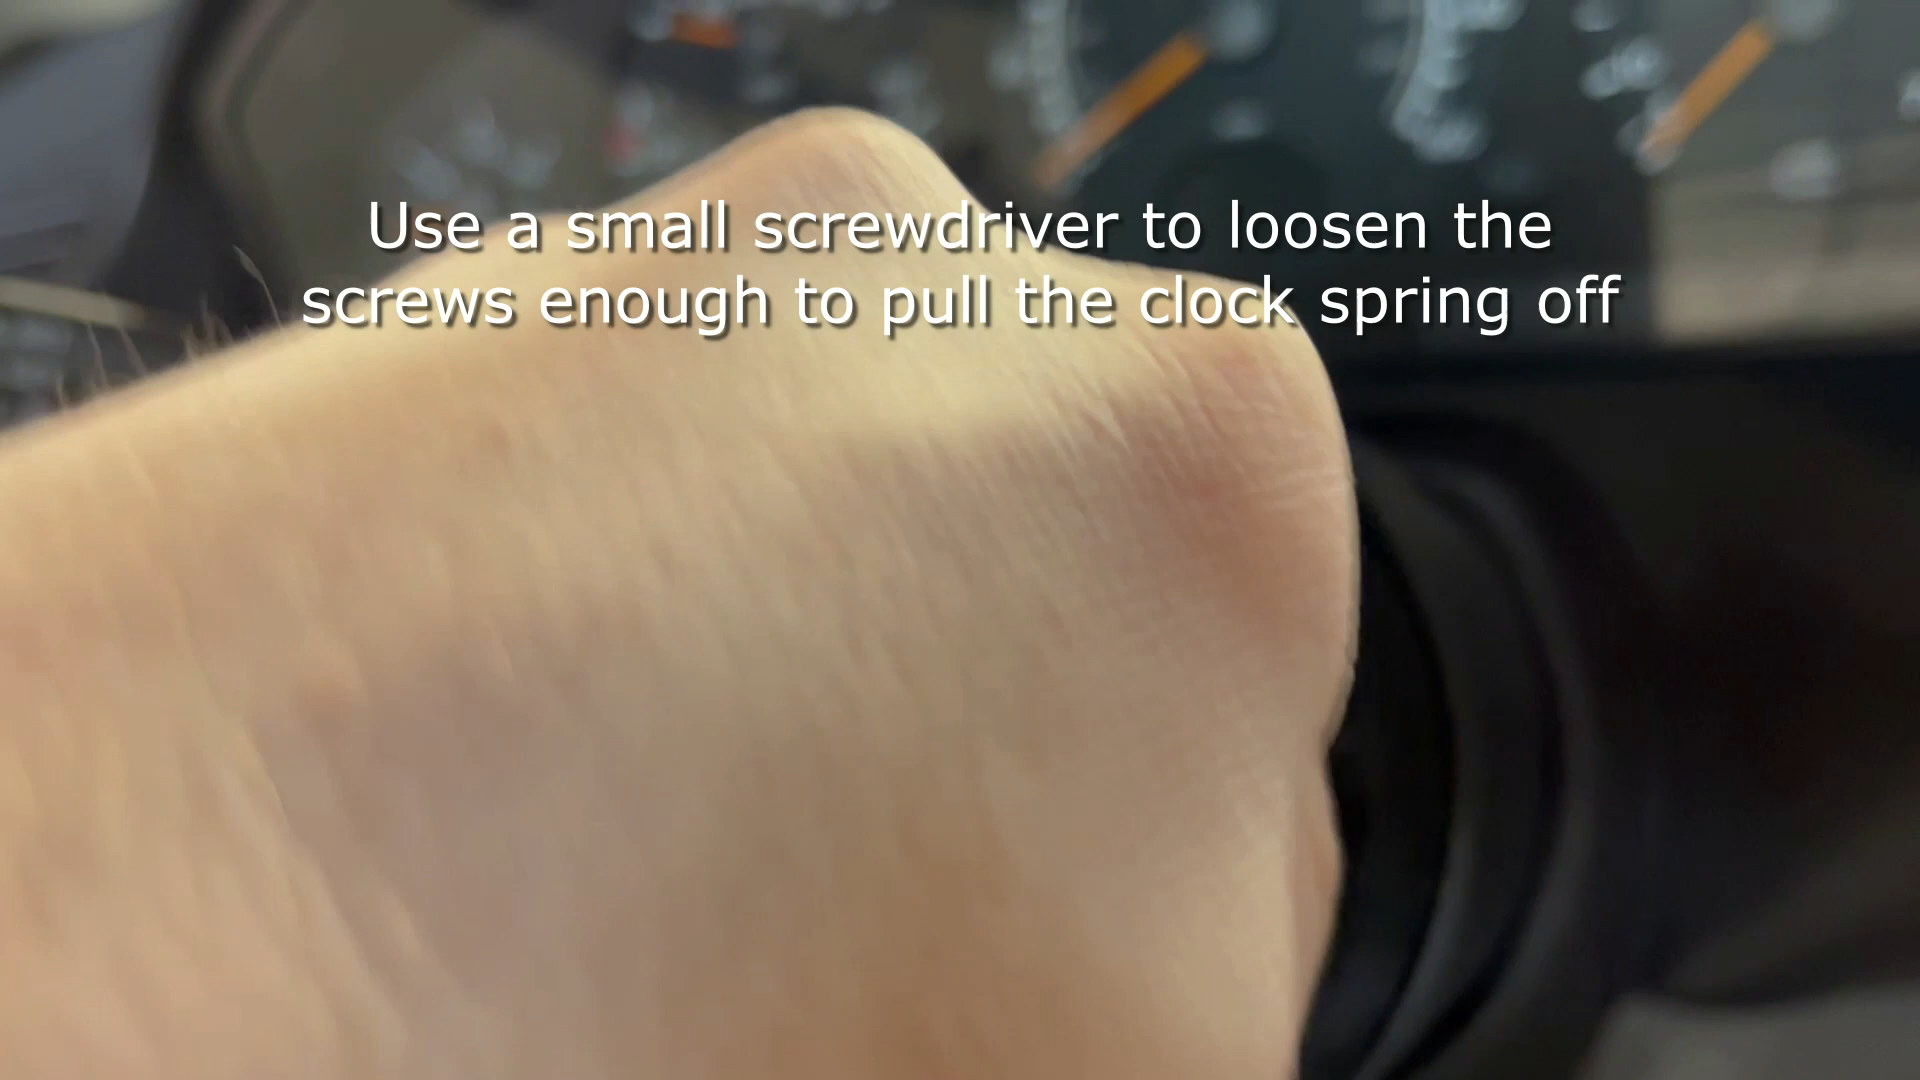 Use a small screwdriver to loosen the
screws enough to pull the clock spring off